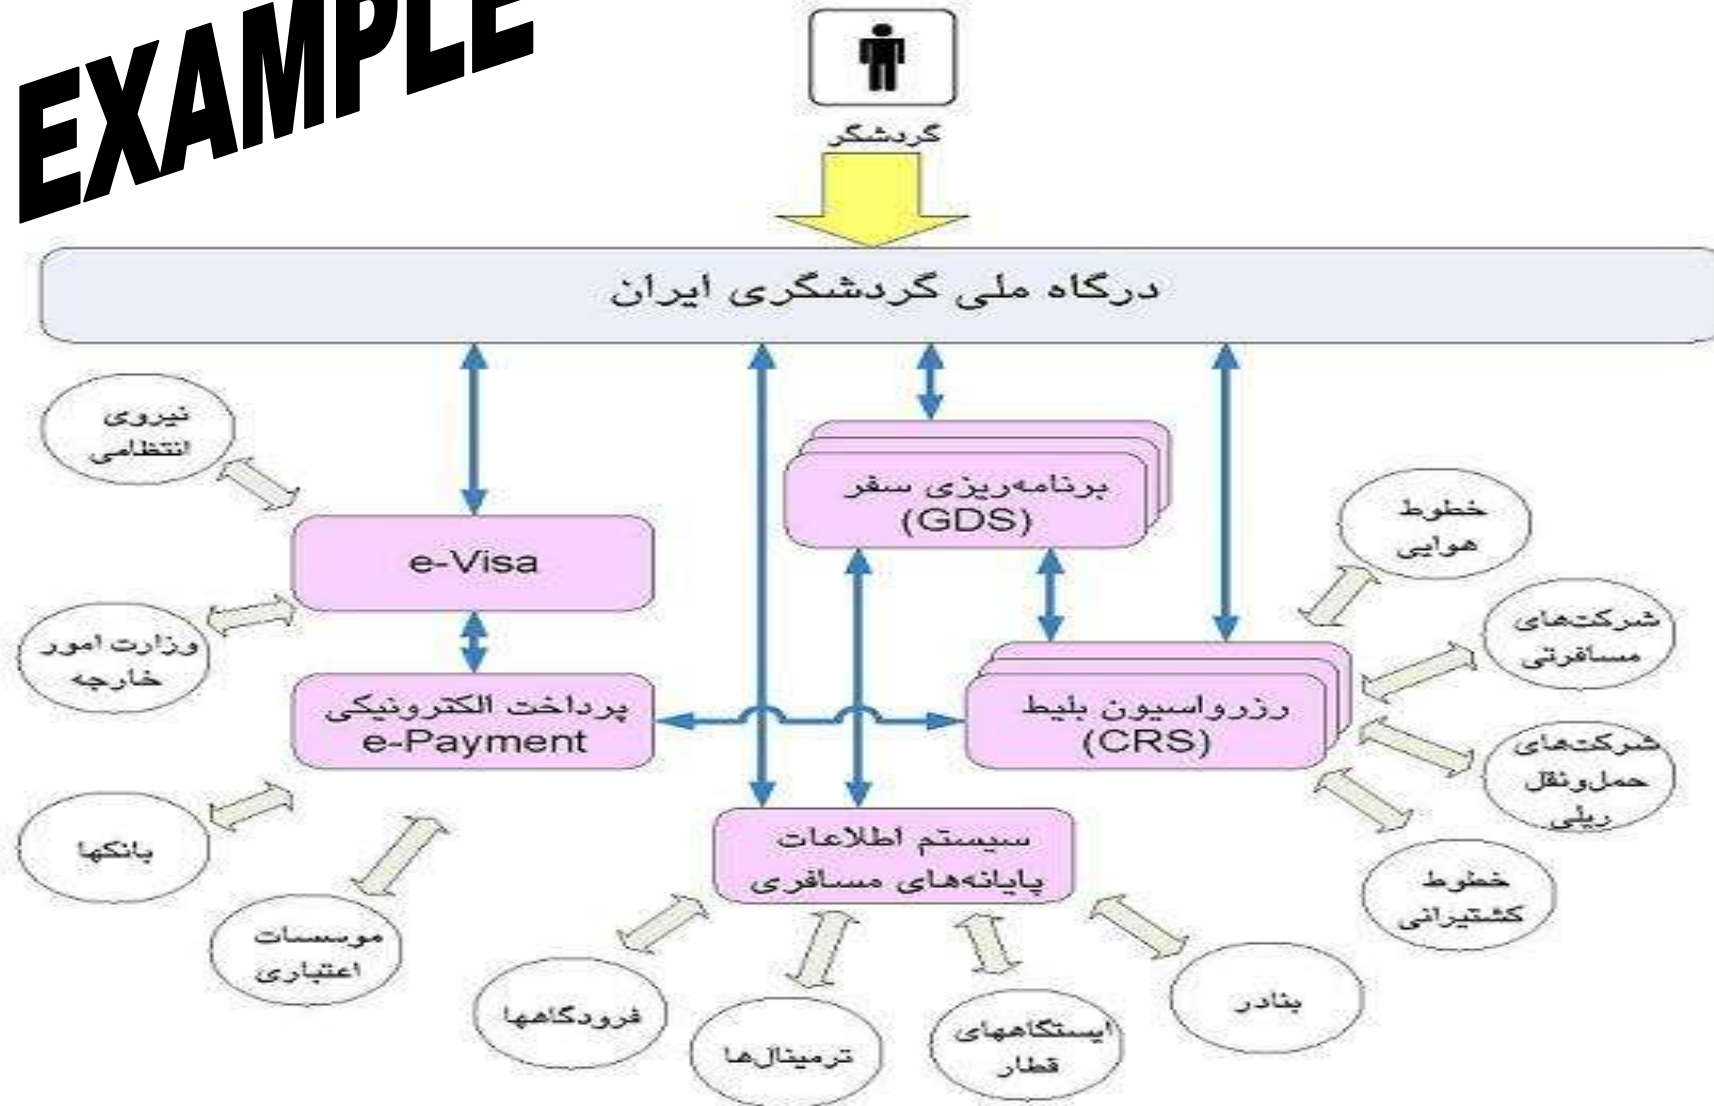 EXAMPLE
گردشگر
درگاه ملی گردشگری ایران
نیروی
انتظامی
برنامه‌ریزی سفر
(GDS)
خطوط
هوایی
e-Visa
شرکت‌های
مسافرتی
وزارت امور
خارجه
پرداخت الکترونیکی
e-Payment
رزرواسیون بلیط
(CRS)
شرکت‌های
حمل‌ونقل
ریلی
بانکها
سیستم اطلاعات
پایانه‌های مسافری
خطوط
کشتیرانی
موسسات
اعتباری
فرودگاهها
ترمینال‌ها
ایستگاههای
قطار
بنادر